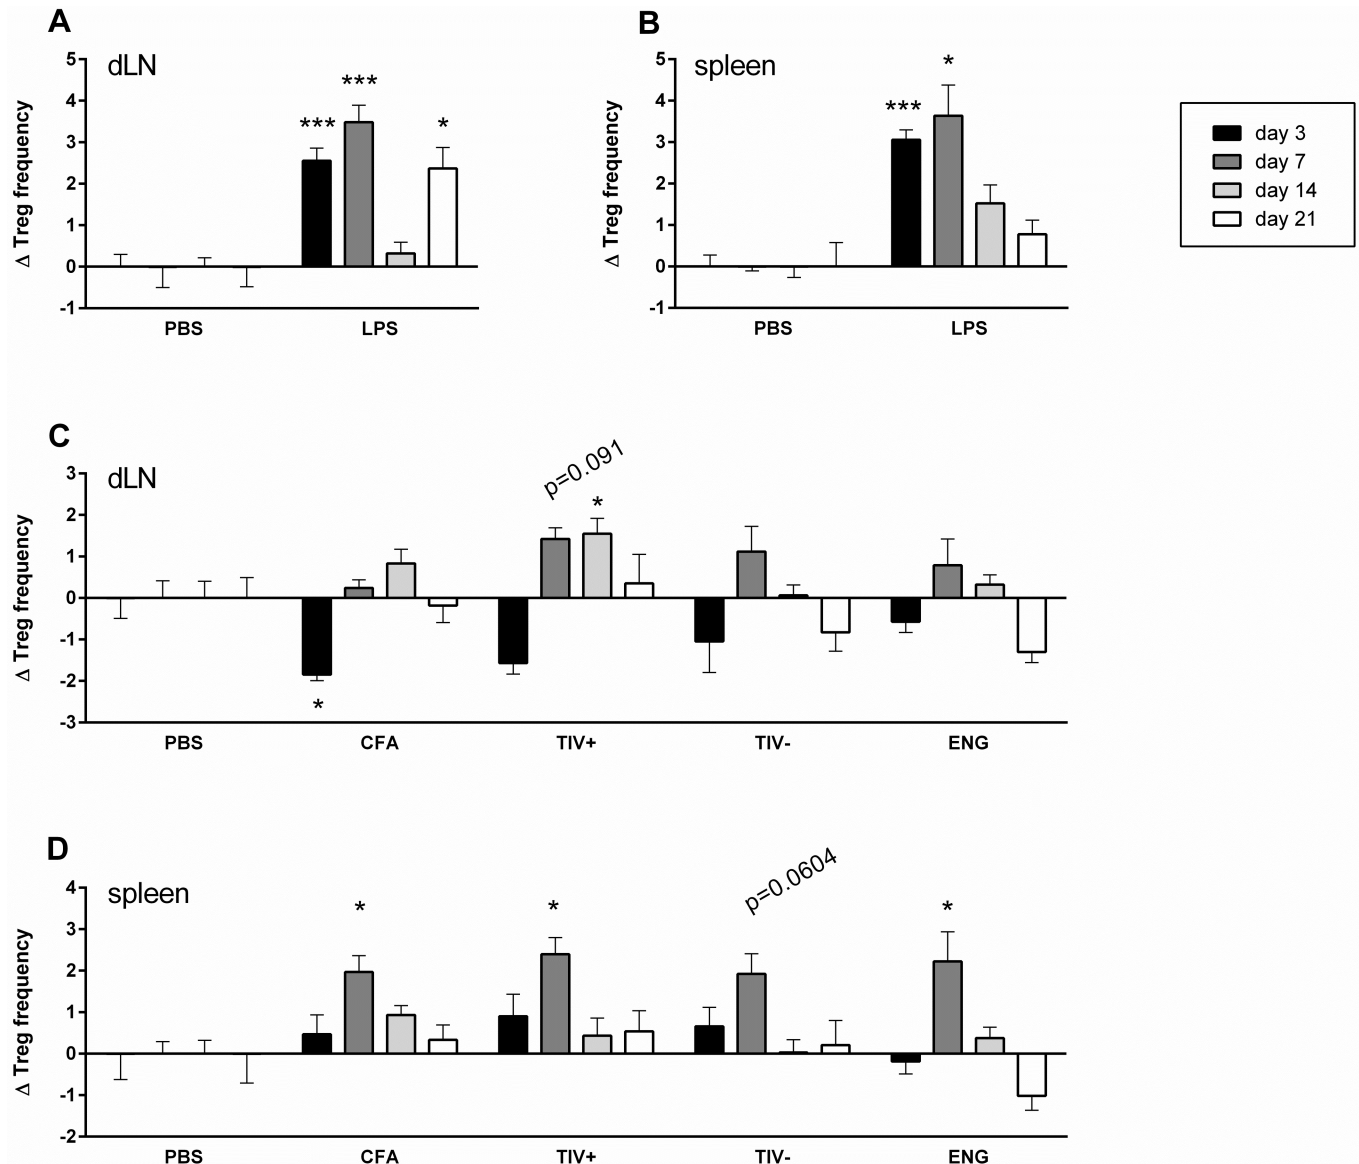 A
dLN
Δ Treg frequency
5
4
3
2
1
0
-1
***
***
*
PBS
LPS
B
spleen
Δ Treg frequency
5
4
3
2
1
0
-1
***
*
PBS
LPS
day 3
day 7
day 14
day 21
C
dLN
Δ Treg frequency
3
2
1
0
-1
-2
-3
*
p=0.091
*
PBS
CFA
TIV+
TIV-
ENG
D
spleen
Δ Treg frequency
4
3
2
1
0
-1
-2
*
*
p=0.0604
*
PBS
CFA
TIV+
TIV-
ENG